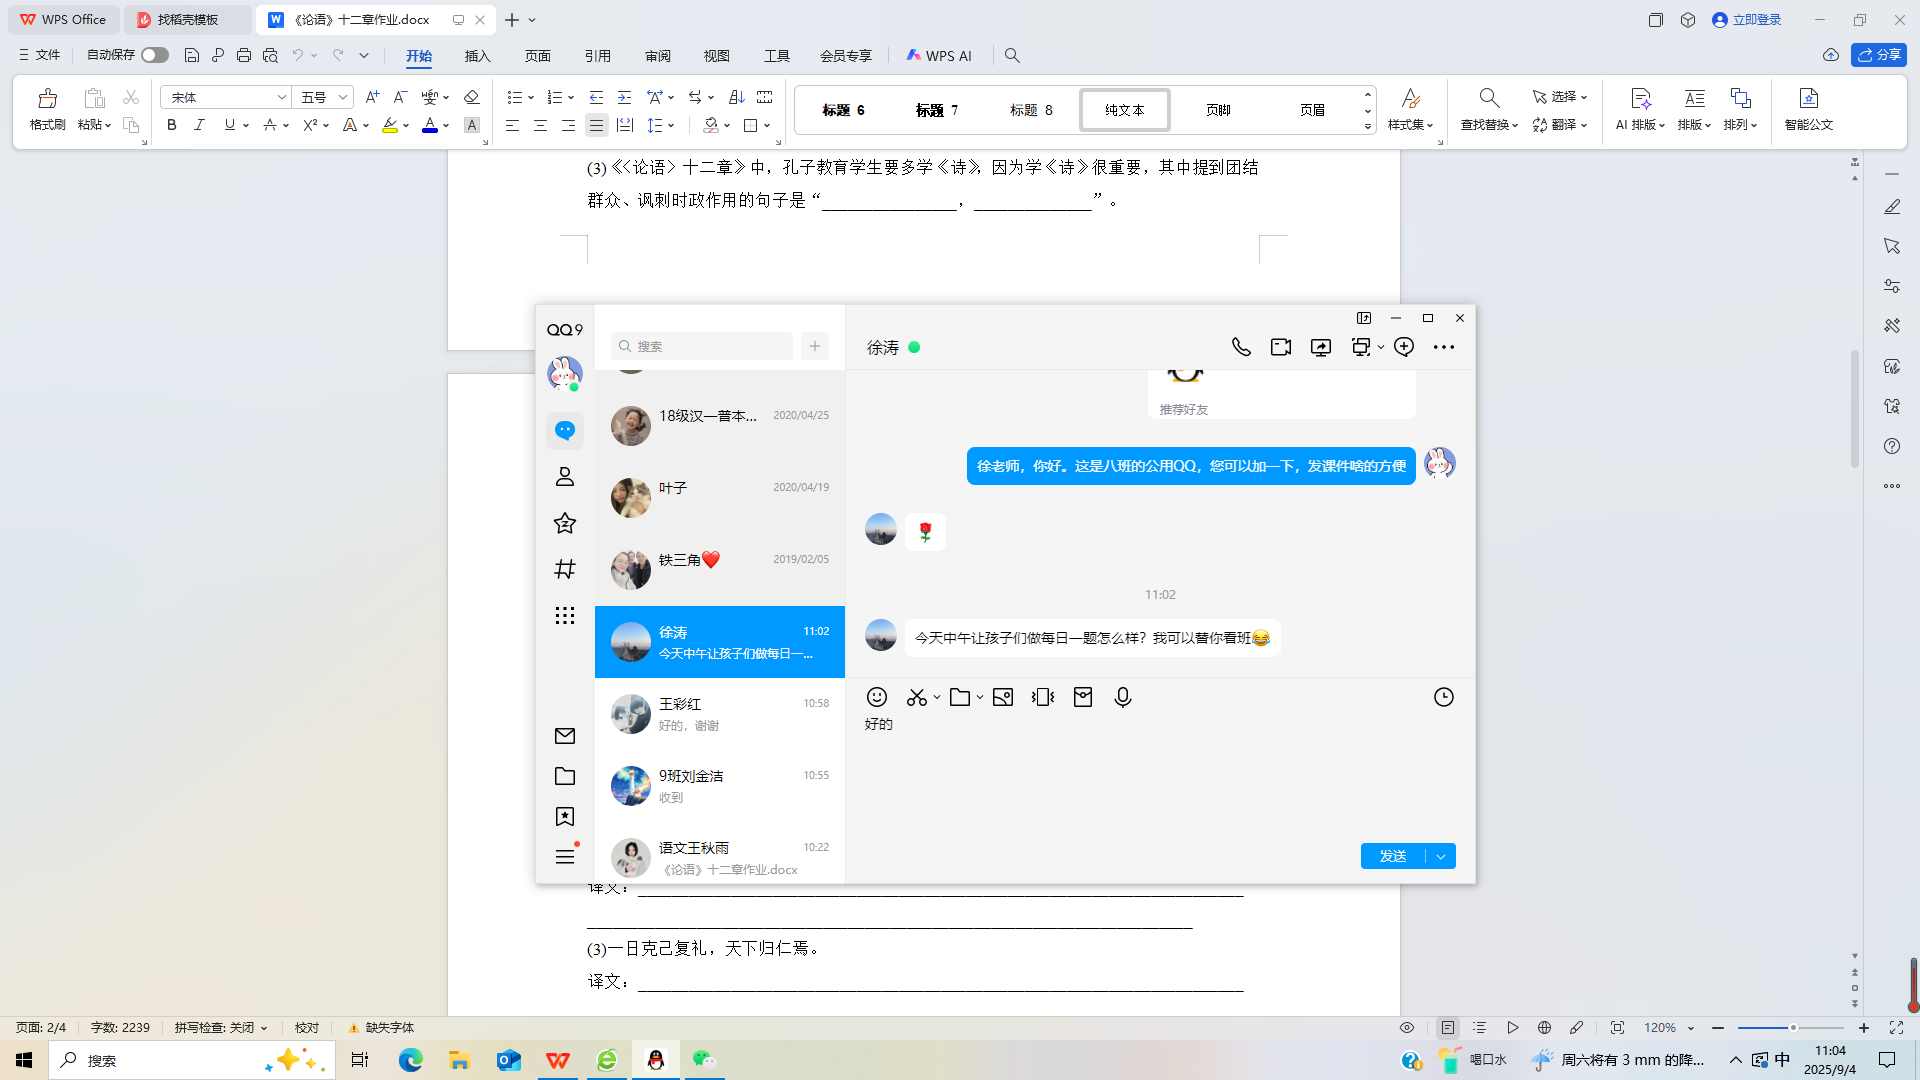 WPS Office
找稻壳模板
《论语》十二章作业.docx
立即登录
文件
自动保存
开始
插入
页面
引用
审阅
视图
工具
会员专享
WPS AI
分享
格式刷
粘贴
宋体
五号
标题 6
标题 7
标题 8
纯文本
页脚
页眉
样式集
查找替换
选择
翻译
AI 排版
排版
排列
智能公文
(3)《〈论语〉十二章》中，孔子教育学生要多学《诗》，因为学《诗》很重要，其中提到团结
群众、讽刺时政作用的句子是“________________，______________”。
QQ9
搜索
18级汉一普本...
2020/04/25
叶子
2020/04/19
铁三角❤️
2019/02/05
徐涛
11:02
今天中午让孩子们做每日一...
王彩红
10:58
好的，谢谢
9班刘金洁
10:55
收到
语文王秋雨
10:22
《论语》十二章作业.docx
徐涛
推荐好友
徐老师，你好。这是八班的公用QQ，您可以加一下，发课件啥的方便
🌹
11:02
今天中午让孩子们做每日一题怎么样？我可以替你看班😂
好的
发送
译文：
(3)一日克己复礼，天下归仁焉。
译文：
页面: 2/4
字数: 2239
拼写检查: 关闭
校对
缺失字体
120%
搜索
喝口水
周六将有 3 mm 的降...
中
11:04
2025/9/4